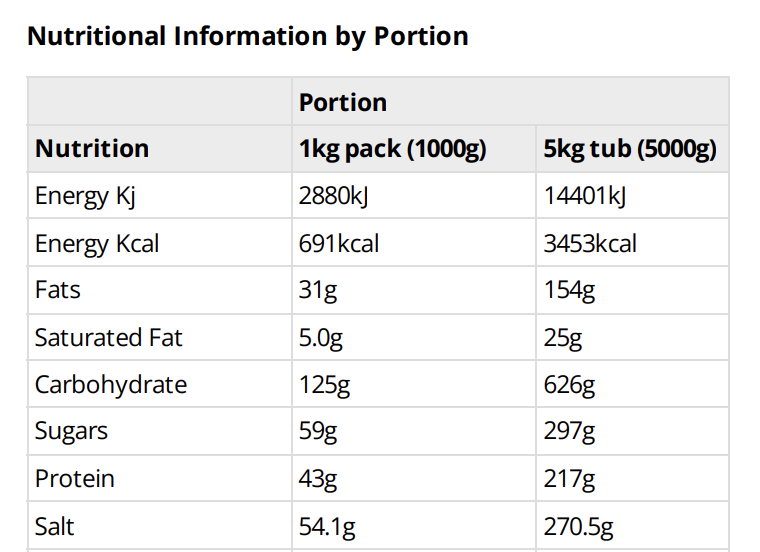 Nutritional Information by Portion
Portion
Nutrition 1kg pack (1000g) 5kg tub (5000g)
Energy Kj 2880kJ 14401kJ
Energy Kcal 691kcal 3453kcal
Fats 31g 154g
Saturated Fat 5.0g 25g
Carbohydrate 125g 626g
Sugars 59g 297g
Protein 43g 217g
Salt 54.1g 270.5g